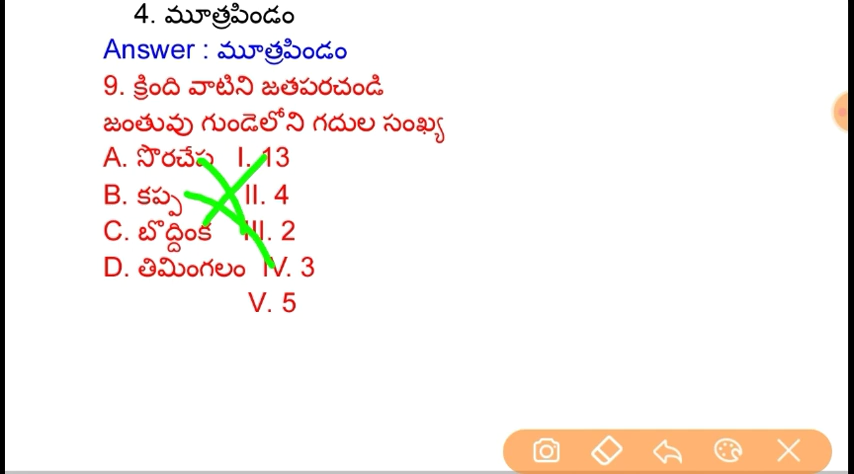 4. మూత్రపిండం
Answer : మూత్రపిండం
9. క్రింది వాటిని జతపరచండి
జంతువు గుండెలోని గదుల సంఖ్య
A. సొరచేప I. 13
B. కప్ప II. 4
C. బొద్దింక III. 2
D. తిమింగలం IV. 3
V. 5